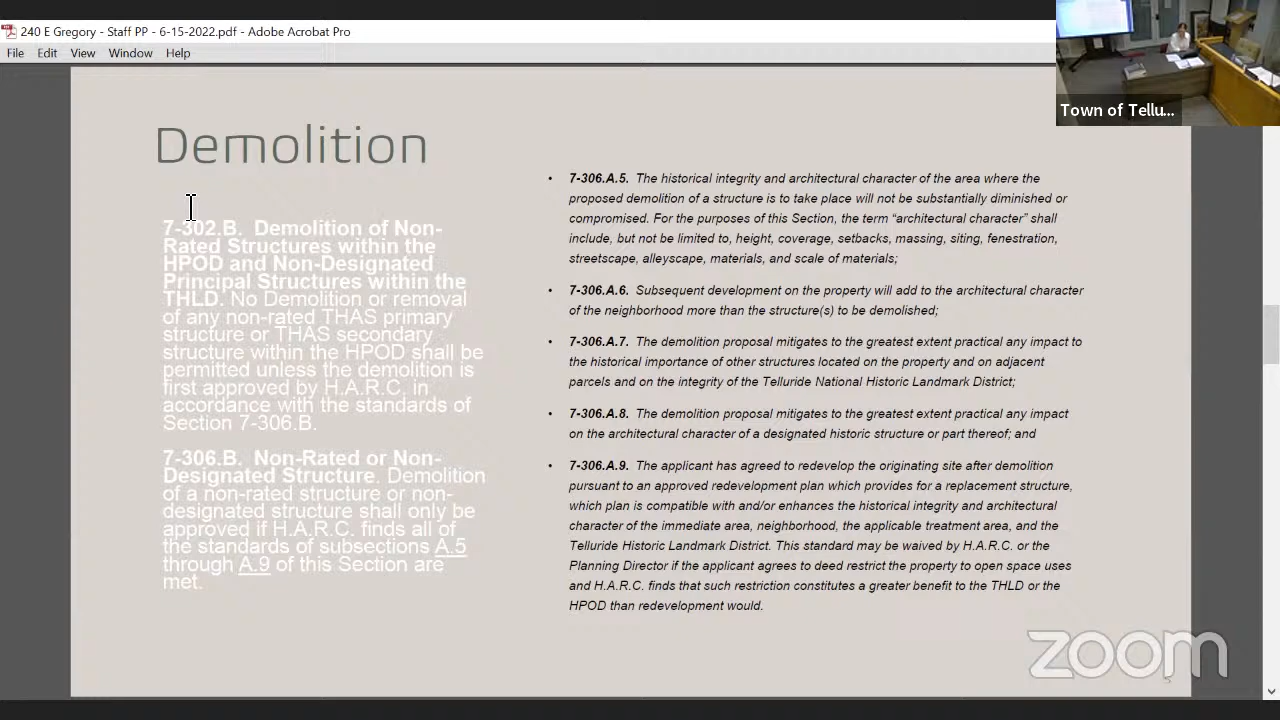 240 E Gregory - Staff PP - 6-15-2022.pdf - Adobe Acrobat Pro
File Edit View Window Help
Town of Tellu...
Demolition
7-302.B. Demolition of Non-
Rated Structures within the
HPOD and Non-Designated
Principal Structures within the
THLD. No Demolition or removal
of any non-rated THAS primary
structure or THAS secondary
structure within the HPOD shall be
permitted unless the demolition is
first approved by H.A.R.C. in
accordance with the standards of
Section 7-306.B.
7-306.B. Non-Rated or Non-
Designated Structure. Demolition
of a non-rated structure or non-
designated structure shall only be
approved if H.A.R.C. finds all of
the standards of subsections A.5
through A.9 of this Section are
met.
• 7-306.A.5. The historical integrity and architectural character of the area where the
proposed demolition of a structure is to take place will not be substantially diminished or
compromised. For the purposes of this Section, the term “architectural character” shall
include, but not be limited to, height, coverage, setbacks, massing, siting, fenestration,
streetscape, alleyscape, materials, and scale of materials;
• 7-306.A.6. Subsequent development on the property will add to the architectural character
of the neighborhood more than the structure(s) to be demolished;
• 7-306.A.7. The demolition proposal mitigates to the greatest extent practical any impact to
the historical importance of other structures located on the property and on adjacent
parcels and on the integrity of the Telluride National Historic Landmark District;
• 7-306.A.8. The demolition proposal mitigates to the greatest extent practical any impact
on the architectural character of a designated historic structure or part thereof; and
• 7-306.A.9. The applicant has agreed to redevelop the originating site after demolition
pursuant to an approved redevelopment plan which provides for a replacement structure,
which plan is compatible with and/or enhances the historical integrity and architectural
character of the immediate area, neighborhood, the applicable treatment area, and the
Telluride Historic Landmark District. This standard may be waived by H.A.R.C. or the
Planning Director if the applicant agrees to deed restrict the property to open space uses
and H.A.R.C. finds that such restriction constitutes a greater benefit to the THLD or the
HPOD than redevelopment would.
zoom